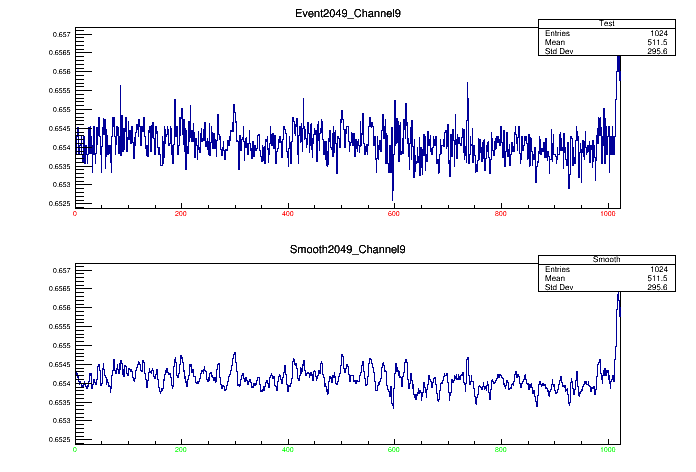 Event2049_Channel9
Test
Entries 1024
Mean 511.5
Std Dev 295.6
0.657
0.6565
0.656
0.6555
0.655
0.6545
0.654
0.6535
0.653
0.6525
0 200 400 600 800 1000
Smooth2049_Channel9
Smooth
Entries 1024
Mean 511.5
Std Dev 295.6
0.657
0.6565
0.656
0.6555
0.655
0.6545
0.654
0.6535
0.653
0.6525
0 200 400 600 800 1000